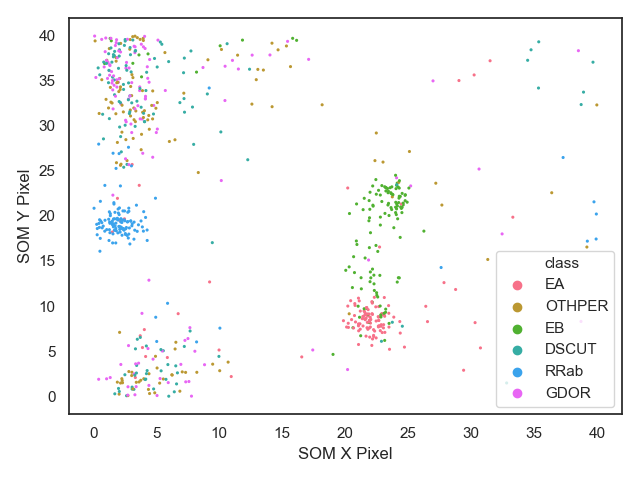 40
35
30
25
20
15
10
5
0
SOM Y Pixel
0 5 10 15 20 25 30 35 40
SOM X Pixel
class
EA
OTHPER
EB
DSCUT
RRab
GDOR